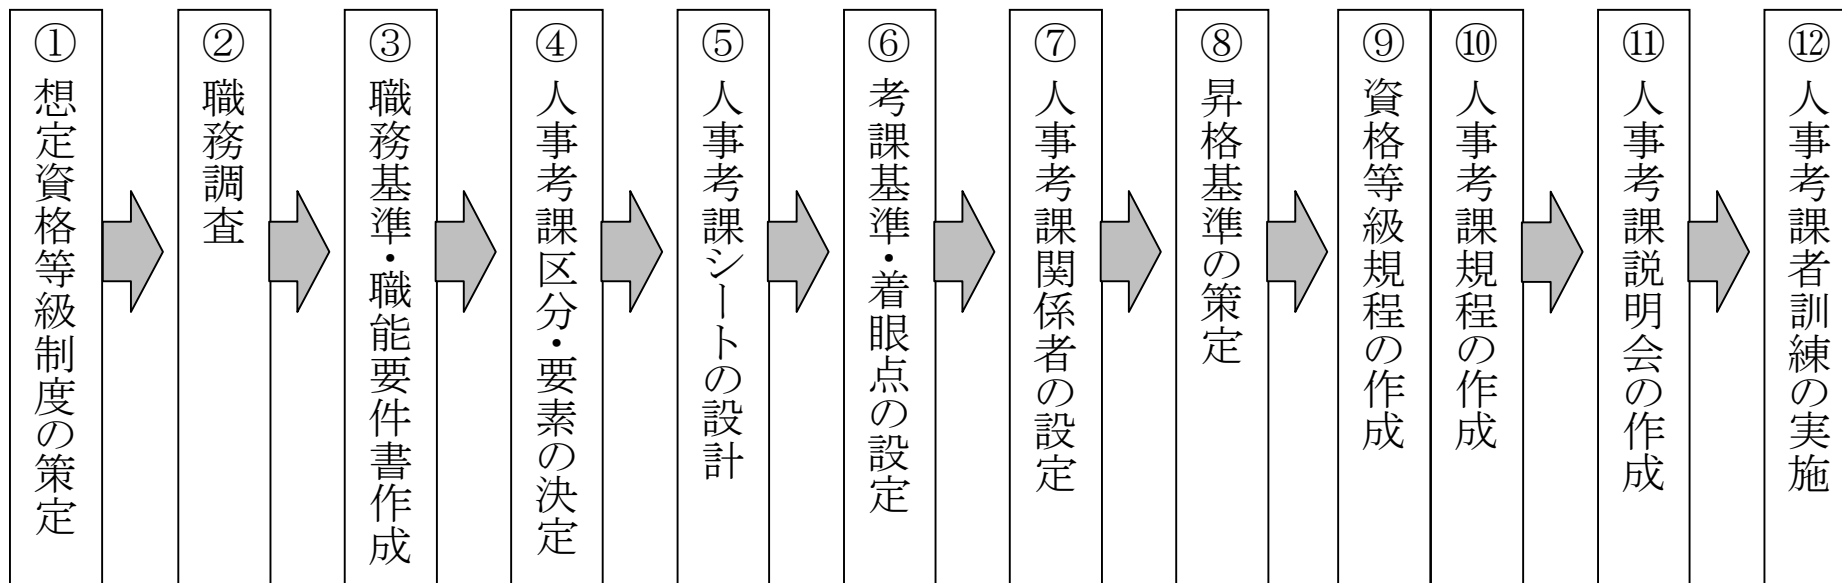 ①想定資格等級制度の策定
②職務調査
③職務基準・職能要件書作成
④人事考課区分・要素の決定
⑤人事考課シートの設計
⑥考課基準・着眼点の設定
⑦人事考課関係者の設定
⑧昇格基準の策定
⑨資格等級規程の作成
⑩人事考課規程の作成
⑪人事考課説明会の作成
⑫人事考課者訓練の実施